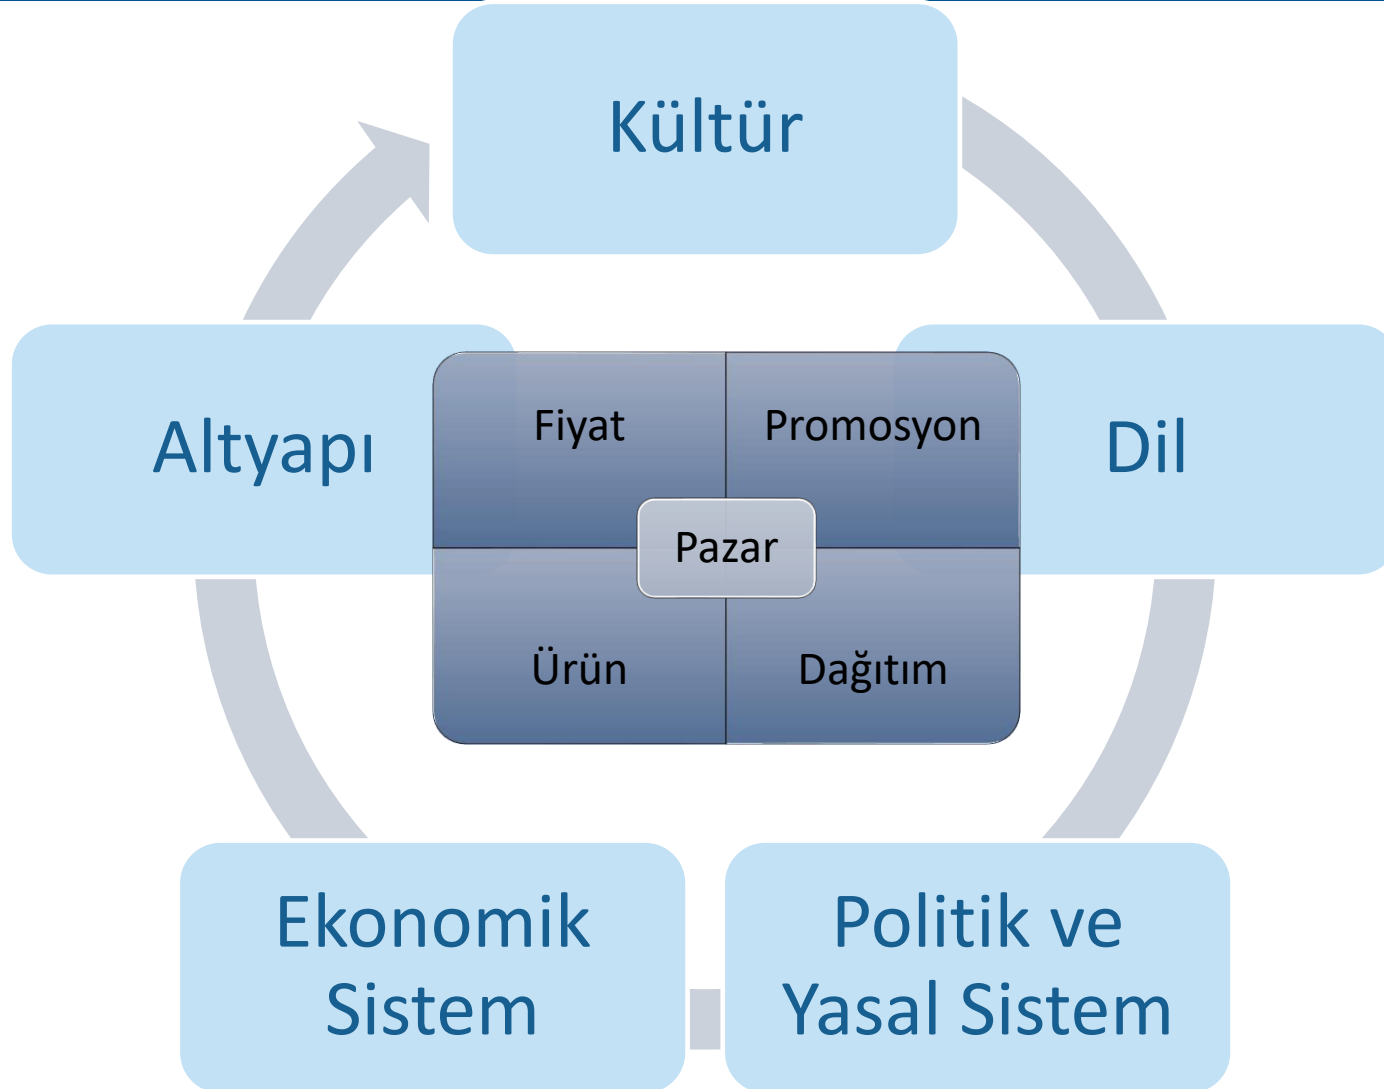 Kültür
Altyapı
Fiyat
Promosyon
Dil
Pazar
Ürün
Dağıtım
Ekonomik
Sistem
Politik ve
Yasal Sistem